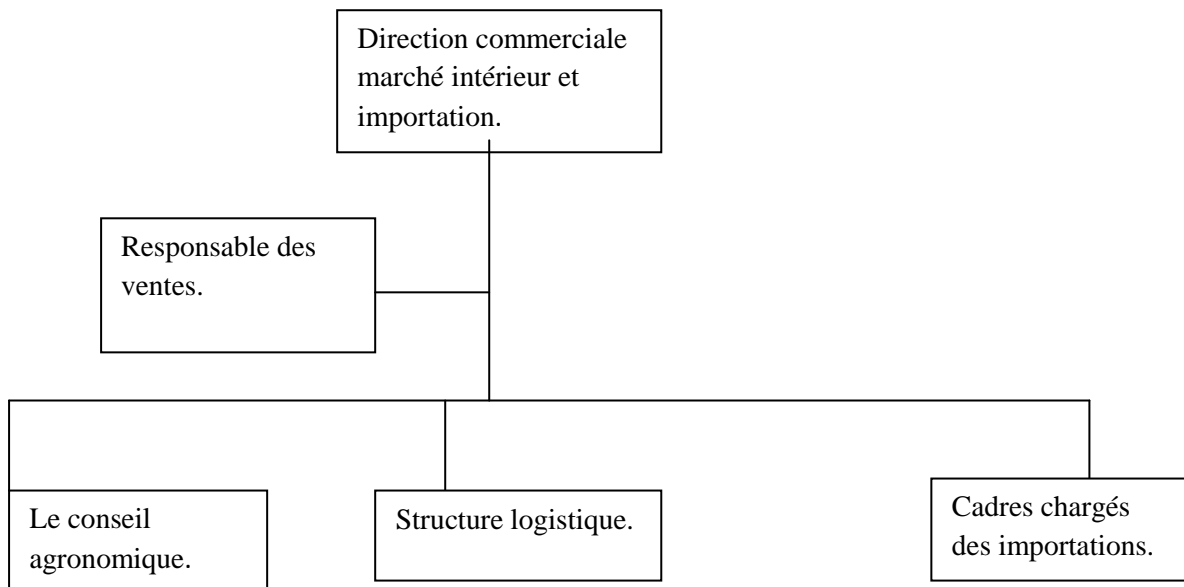 Direction commerciale
marché intérieur et
importation.
Responsable des
ventes.
Le conseil
agronomique.
Structure logistique.
Cadres chargés
des importations.